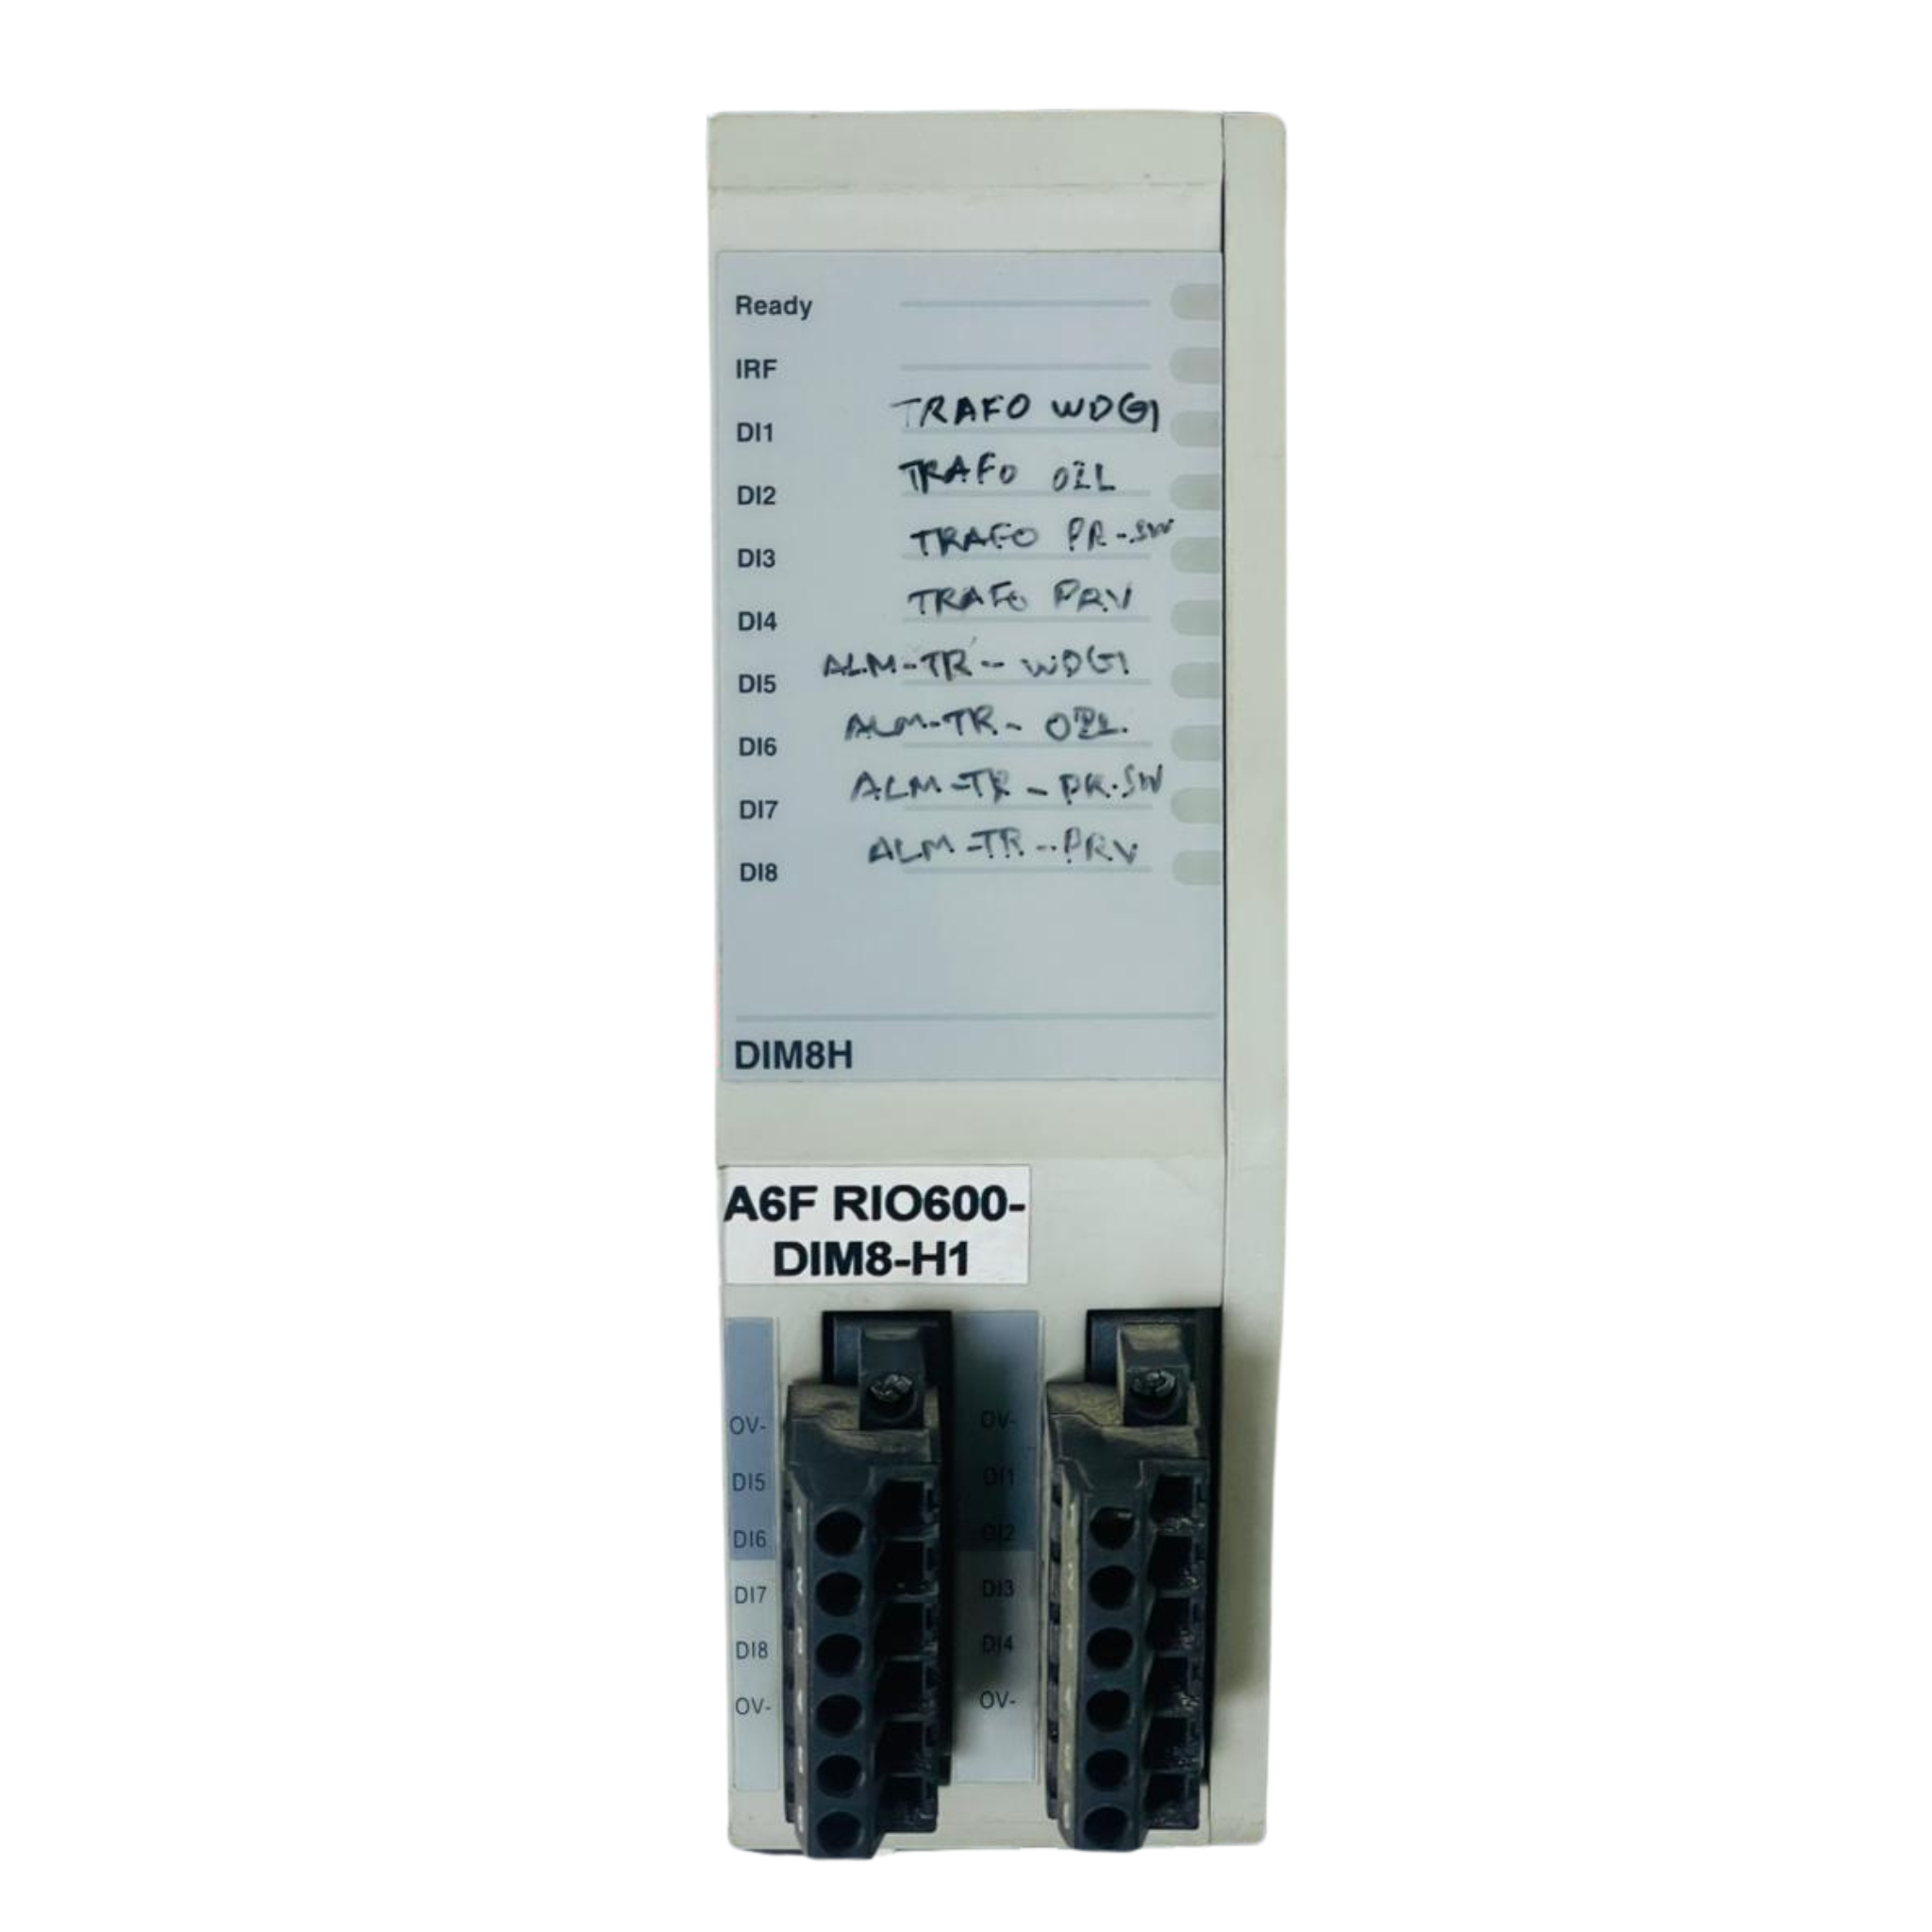 Ready
IRF
TRAFO WDG1
DI1
TRAFO OIL
DI2
TRAFO PR-SW
DI3
TRAFO PRV
DI4
ALM-TR-WDG1
DI5
ALM-TR-OIL
DI6
ALM-TR-PR.SW
DI7
ALM-TR-PRV
DI8
DIM8H
A6F RIO600-
DIM8-H1
OV- OV-
DI5 DI1
DI6 DI2
DI7 DI3
DI8 DI4
OV- OV-